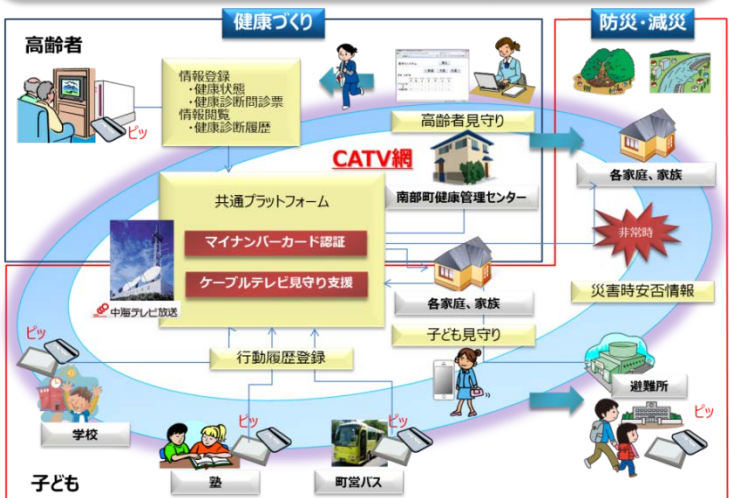 健康づくり
防災・減災
高齢者
情報登録
・健康状態
・健康診断問診票
情報閲覧
・健康診断履歴
ピッ
高齢者見守り
CATV網
南部町健康管理センター
各家庭、家族
共通プラットフォーム
マイナンバーカード認証
ケーブルテレビ見守り支援
中海テレビ放送
非常時
各家庭、家族
災害時安否情報
子ども見守り
行動履歴登録
ピッ
学校
ピッ
塾
ピッ
町営バス
避難所
ピッ
子ども